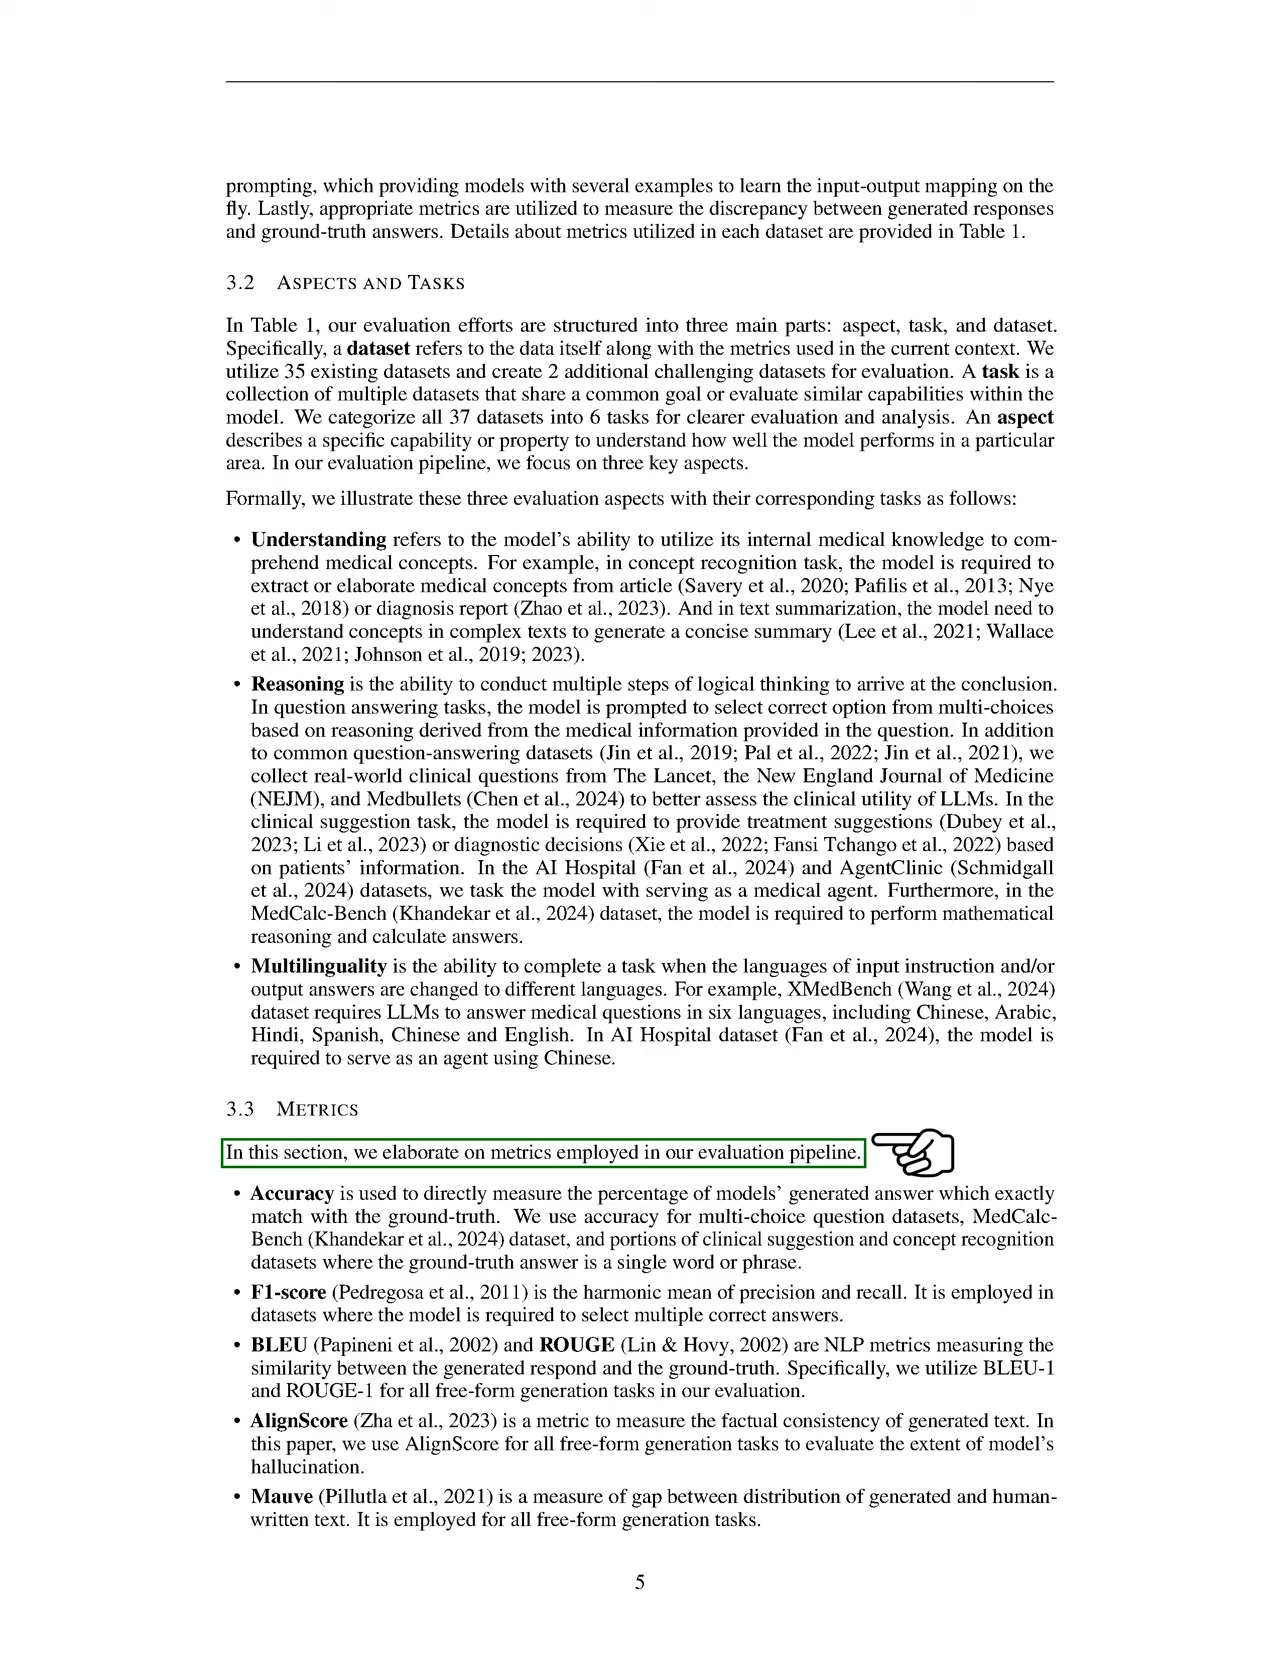 prompting, which providing models with several examples to learn the input-output mapping on the
fly. Lastly, appropriate metrics are utilized to measure the discrepancy between generated responses
and ground-truth answers. Details about metrics utilized in each dataset are provided in Table 1.
3.2 ASPECTS AND TASKS
In Table 1, our evaluation efforts are structured into three main parts: aspect, task, and dataset.
Specifically, a dataset refers to the data itself along with the metrics used in the current context. We
utilize 35 existing datasets and create 2 additional challenging datasets for evaluation. A task is a
collection of multiple datasets that share a common goal or evaluate similar capabilities within the
model. We categorize all 37 datasets into 6 tasks for clearer evaluation and analysis. An aspect
describes a specific capability or property to understand how well the model performs in a particular
area. In our evaluation pipeline, we focus on three key aspects.
Formally, we illustrate these three evaluation aspects with their corresponding tasks as follows:
• Understanding refers to the model's ability to utilize its internal medical knowledge to com-
prehend medical concepts. For example, in concept recognition task, the model is required to
extract or elaborate medical concepts from article (Savery et al., 2020; Pafilis et al., 2013; Nye
et al., 2018) or diagnosis report (Zhao et al., 2023). And in text summarization, the model need to
understand concepts in complex texts to generate a concise summary (Lee et al., 2021; Wallace
et al., 2021; Johnson et al., 2019; 2023).
• Reasoning is the ability to conduct multiple steps of logical thinking to arrive at the conclusion.
In question answering tasks, the model is prompted to select correct option from multi-choices
based on reasoning derived from the medical information provided in the question. In addition
to common question-answering datasets (Jin et al., 2019; Pal et al., 2022; Jin et al., 2021), we
collect real-world clinical questions from The Lancet, the New England Journal of Medicine
(NEJM), and Medbullets (Chen et al., 2024) to better assess the clinical utility of LLMs. In the
clinical suggestion task, the model is required to provide treatment suggestions (Dubey et al.,
2023; Li et al., 2023) or diagnostic decisions (Xie et al., 2022; Fansi Tchango et al., 2022) based
on patients' information. In the AI Hospital (Fan et al., 2024) and AgentClinic (Schmidgall
et al., 2024) datasets, we task the model with serving as a medical agent. Furthermore, in the
MedCalc-Bench (Khandekar et al., 2024) dataset, the model is required to perform mathematical
reasoning and calculate answers.
• Multilinguality is the ability to complete a task when the languages of input instruction and/or
output answers are changed to different languages. For example, XMedBench (Wang et al., 2024)
dataset requires LLMs to answer medical questions in six languages, including Chinese, Arabic,
Hindi, Spanish, Chinese and English. In AI Hospital dataset (Fan et al., 2024), the model is
required to serve as an agent using Chinese.
3.3 METRICS
In this section, we elaborate on metrics employed in our evaluation pipeline.
• Accuracy is used to directly measure the percentage of models' generated answer which exactly
match with the ground-truth. We use accuracy for multi-choice question datasets, MedCalc-
Bench (Khandekar et al., 2024) dataset, and portions of clinical suggestion and concept recognition
datasets where the ground-truth answer is a single word or phrase.
• F1-score (Pedregosa et al., 2011) is the harmonic mean of precision and recall. It is employed in
datasets where the model is required to select multiple correct answers.
• BLEU (Papineni et al., 2002) and ROUGE (Lin & Hovy, 2002) are NLP metrics measuring the
similarity between the generated respond and the ground-truth. Specifically, we utilize BLEU-1
and ROUGE-1 for all free-form generation tasks in our evaluation.
• AlignScore (Zha et al., 2023) is a metric to measure the factual consistency of generated text. In
this paper, we use AlignScore for all free-form generation tasks to evaluate the extent of model's
hallucination.
• Mauve (Pillutla et al., 2021) is a measure of gap between distribution of generated and human-
written text. It is employed for all free-form generation tasks.
5